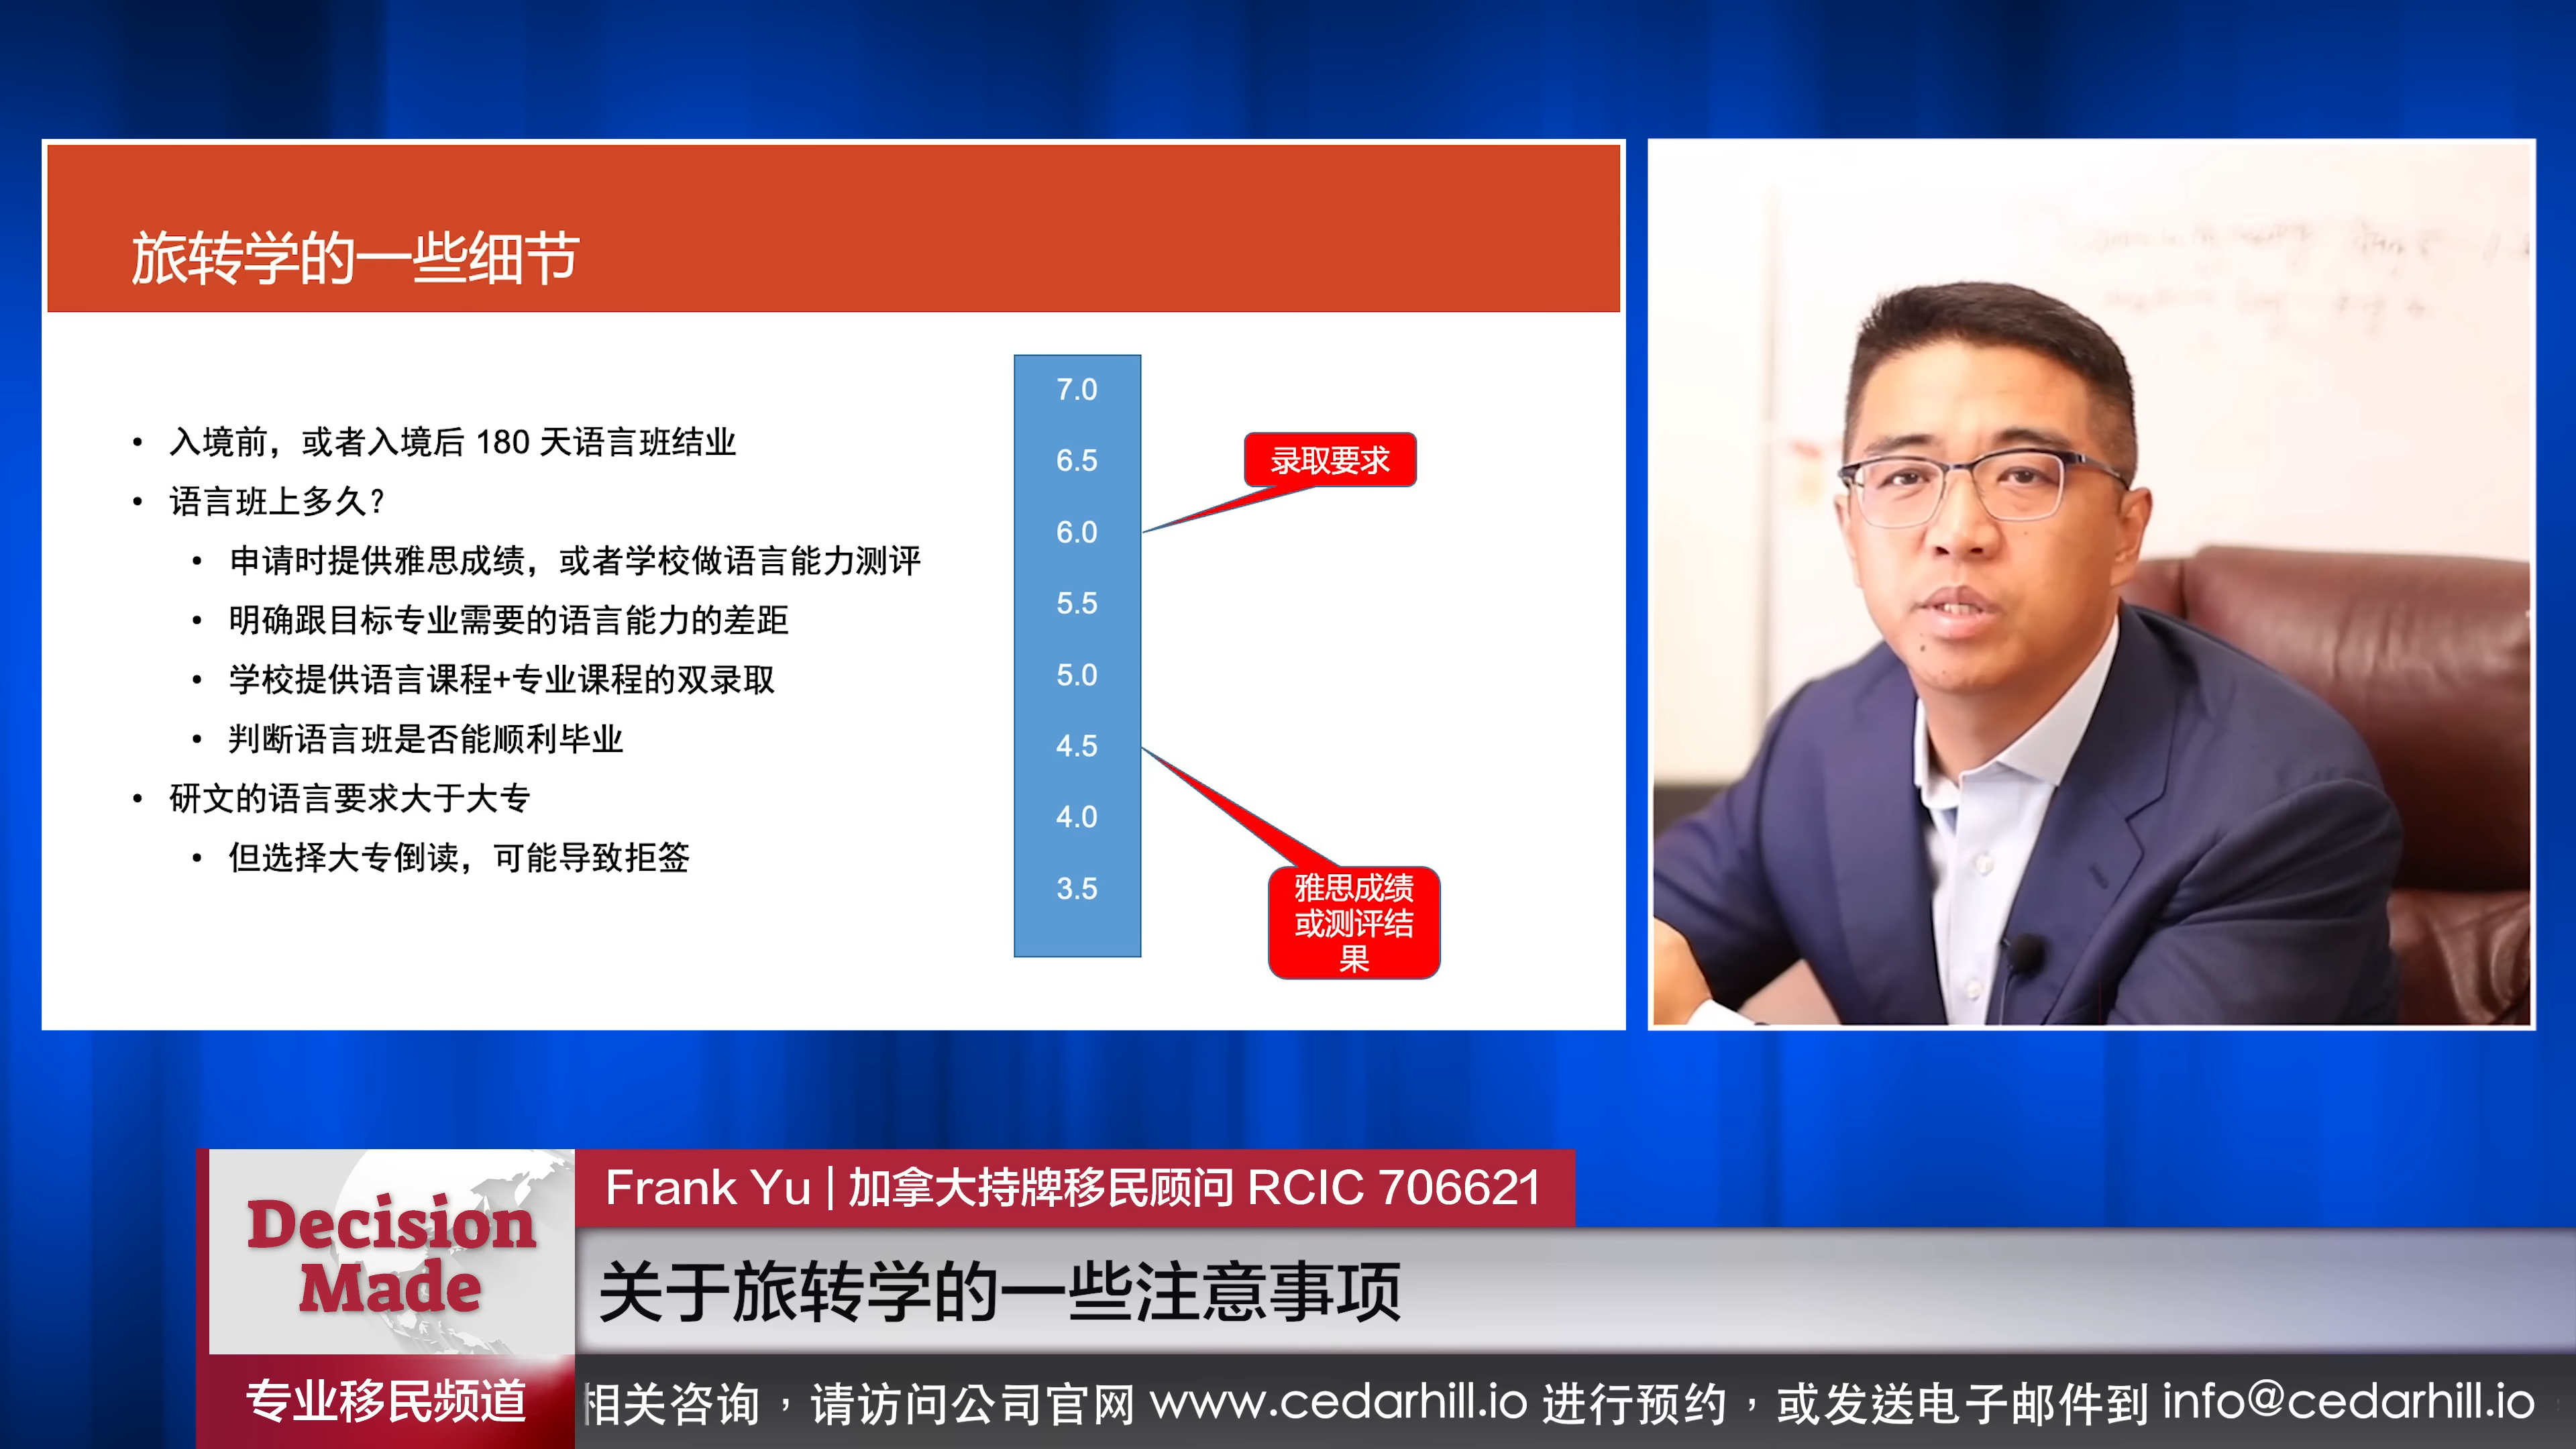 旅转学的一些细节
• 入境前，或者入境后 180 天语言班结业
• 语言班上多久？
• 申请时提供雅思成绩，或者学校做语言能力测评
• 明确跟目标专业需要的语言能力的差距
• 学校提供语言课程+专业课程的双录取
• 判断语言班是否能顺利毕业
• 研文的语言要求大于大专
• 但选择大专倒读，可能导致拒签
7.0
6.5
6.0
5.5
5.0
4.5
4.0
3.5
录取要求
雅思成绩
或测评结
果
Decision
Made
专业移民频道
Frank Yu | 加拿大持牌移民顾问 RCIC 706621
关于旅转学的一些注意事项
相关咨询，请访问公司官网 www.cedarhill.io 进行预约，或发送电子邮件到 info@cedarhill.io